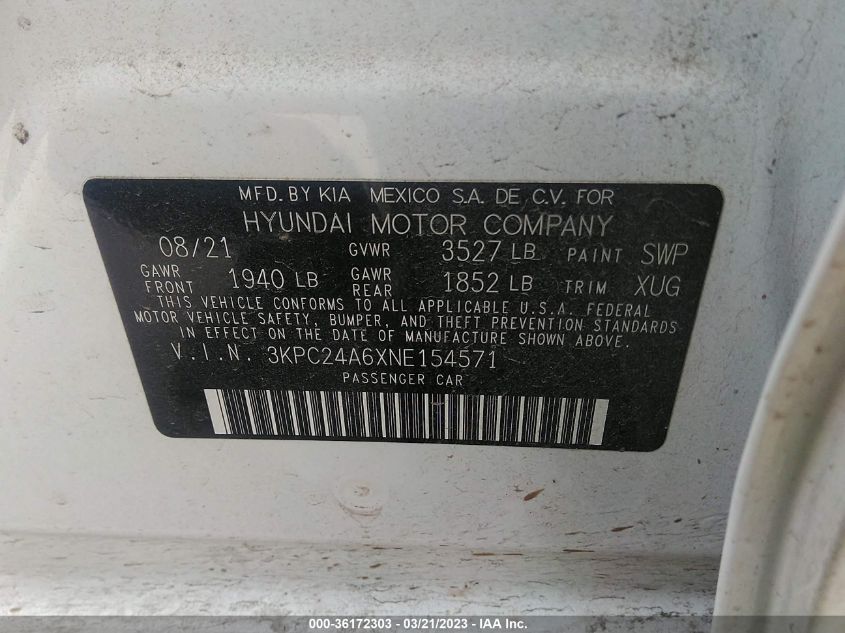 MFD. BY KIA MEXICO S.A. DE C.V. FOR
HYUNDAI MOTOR COMPANY
08/21 GVWR 3527 LB PAINT SWP
GAWR FRONT 1940 LB GAWR REAR 1852 LB TRIM XUG
THIS VEHICLE CONFORMS TO ALL APPLICABLE U.S.A. FEDERAL
MOTOR VEHICLE SAFETY, BUMPER, AND THEFT PREVENTION STANDARDS
IN EFFECT ON THE DATE OF MANUFACTURE SHOWN ABOVE.
V.I.N. 3KPC24A6XNE154571
PASSENGER CAR
000-36172303 - 03/21/2023 - IAA Inc.